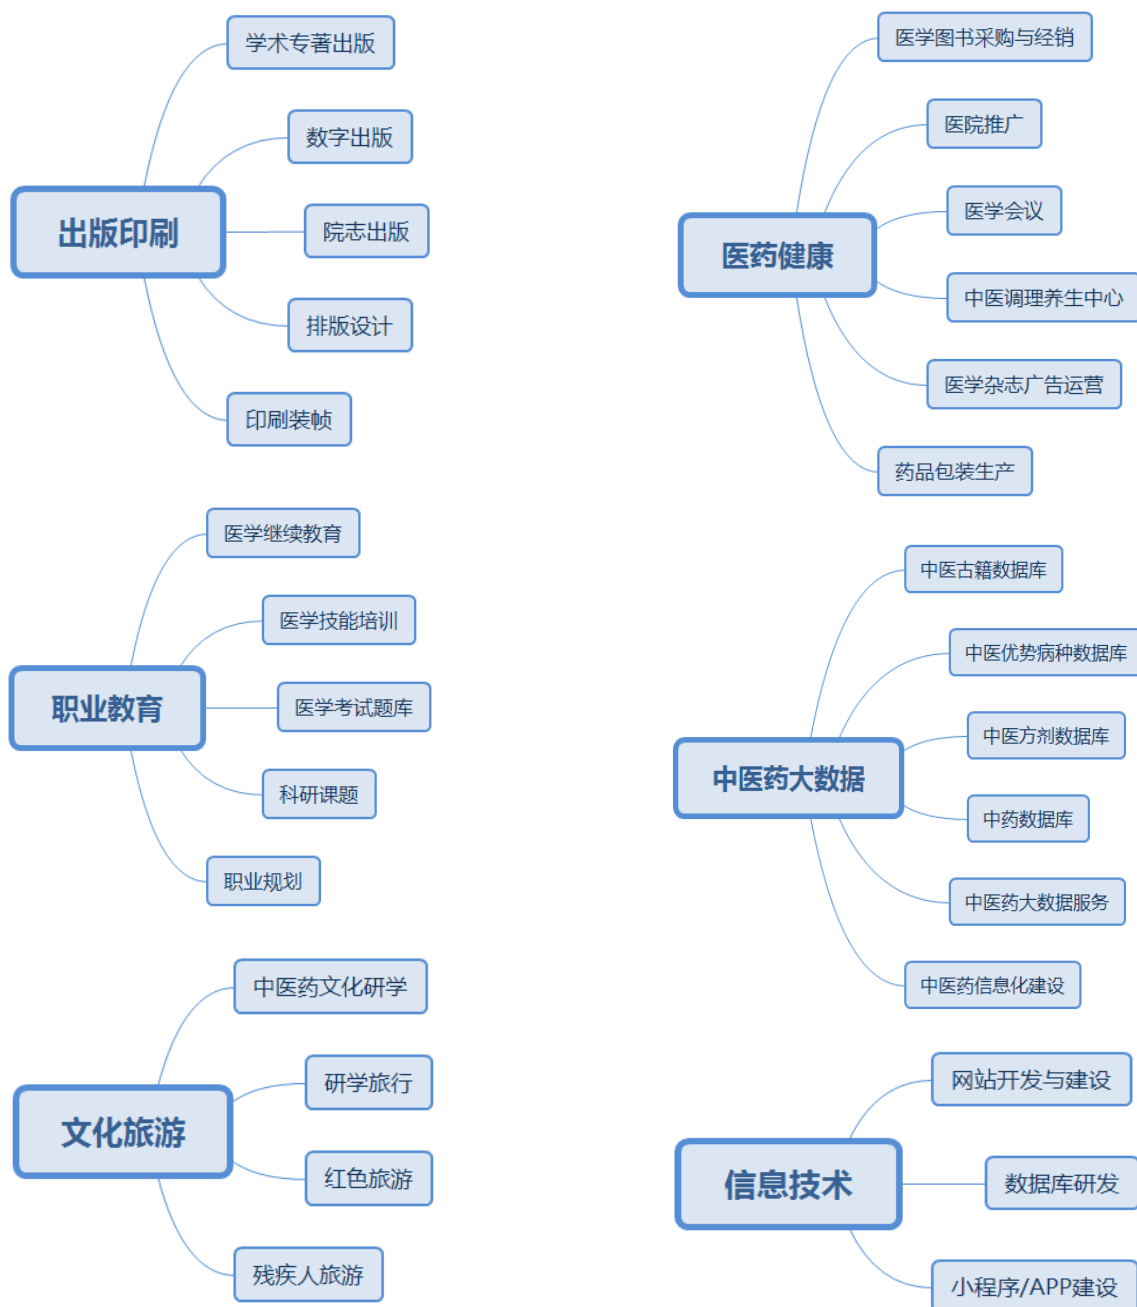 学术专著出版
数字出版
出版印刷
院志出版
排版设计
印刷装帧
医学图书采购与经销
医院推广
医学会议
医药健康
中医调理养生中心
医学杂志广告运营
药品包装生产
医学继续教育
医学技能培训
职业教育
医学考试题库
科研课题
职业规划
中医古籍数据库
中医优势病种数据库
中医方剂数据库
中医药大数据
中药数据库
中医药大数据服务
中医药信息化建设
中医药文化研学
研学旅行
文化旅游
红色旅游
残疾人旅游
网站开发与建设
信息技术
数据库研发
小程序/APP建设